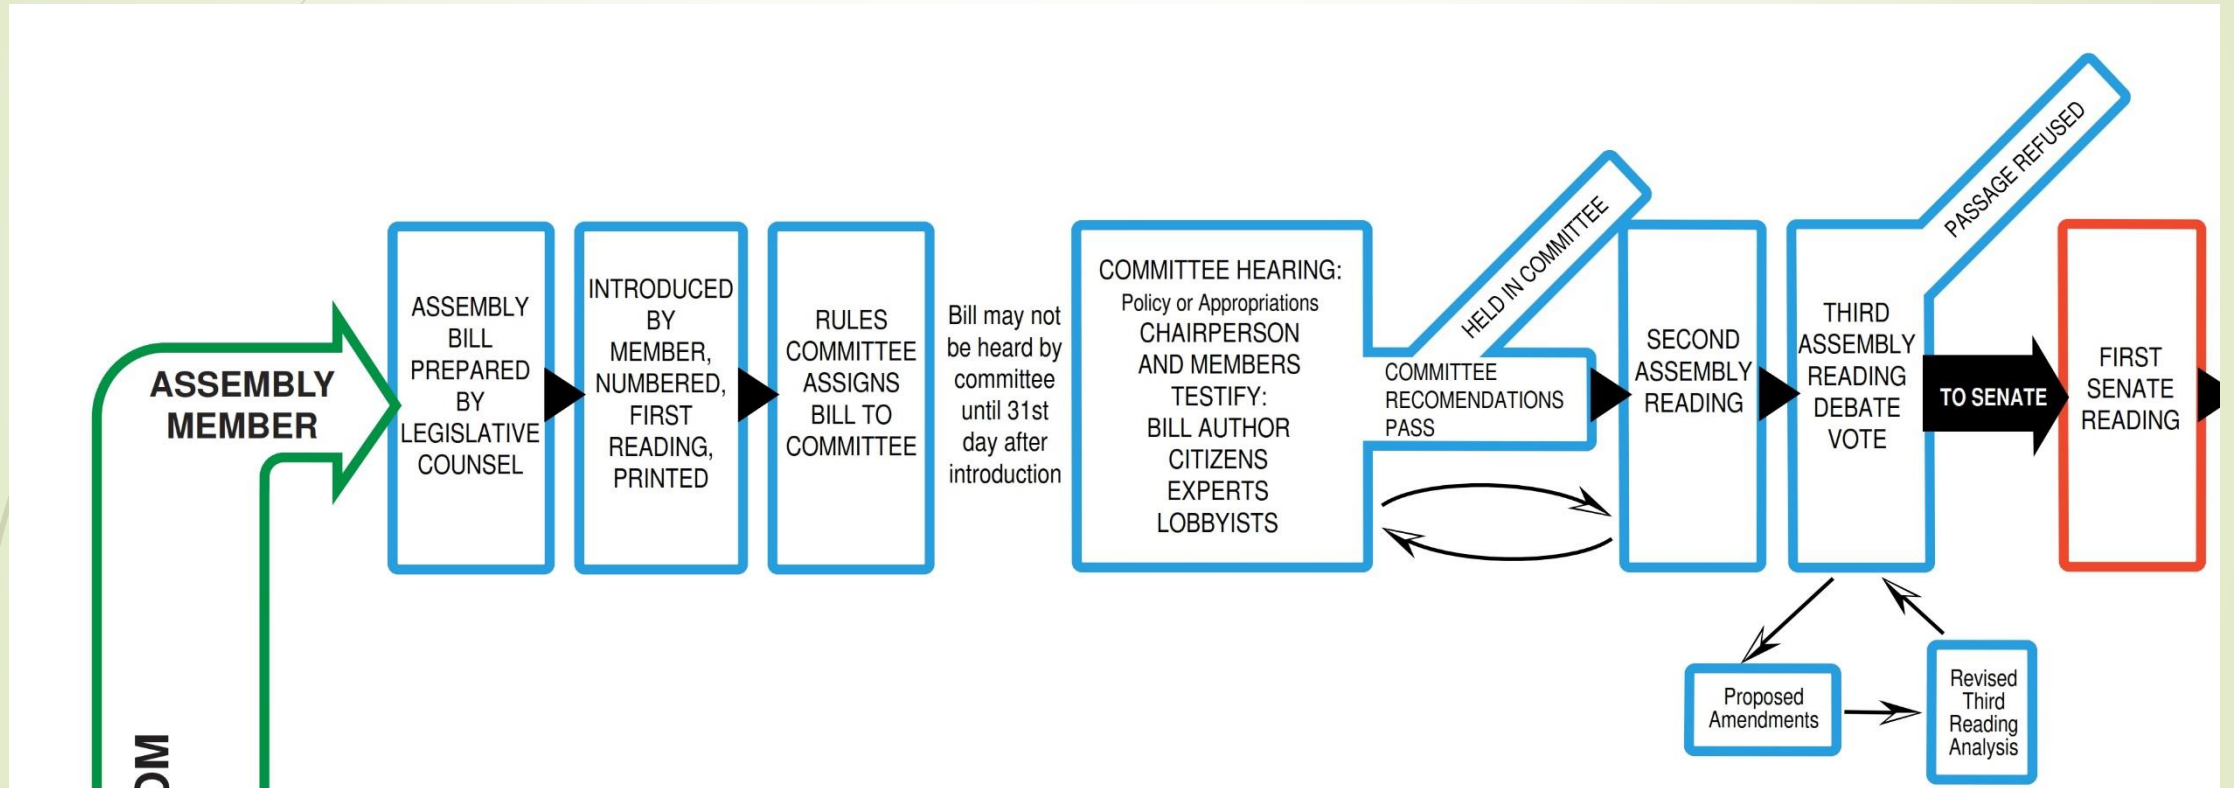 ASSEMBLY
MEMBER
ASSEMBLY
BILL
PREPARED
BY
LEGISLATIVE
COUNSEL
INTRODUCED
BY
MEMBER,
NUMBERED,
FIRST
READING,
PRINTED
RULES
COMMITTEE
ASSIGNS
BILL TO
COMMITTEE
Bill may not
be heard by
committee
until 31st
day after
introduction
COMMITTEE HEARING:
Policy or Appropriations
CHAIRPERSON
AND MEMBERS
TESTIFY:
BILL AUTHOR
CITIZENS
EXPERTS
LOBBYISTS
HELD IN COMMITTEE
COMMITTEE
RECOMENDATIONS
PASS
SECOND
ASSEMBLY
READING
THIRD
ASSEMBLY
READING
DEBATE
VOTE
PASSAGE REFUSED
TO SENATE
FIRST
SENATE
READING
Proposed
Amendments
Revised
Third
Reading
Analysis